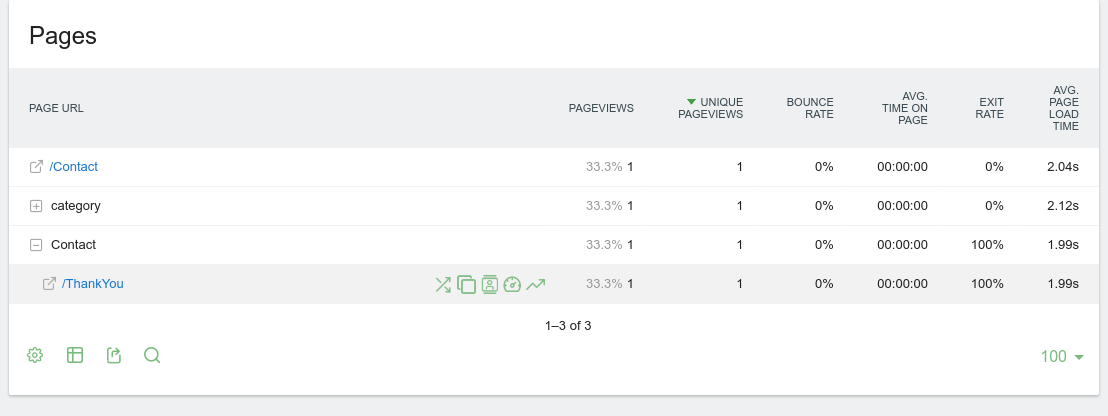 Pages
PAGE URL PAGEVIEWS UNIQUE PAGEVIEWS BOUNCE RATE AVG. TIME ON PAGE EXIT RATE AVG. PAGE LOAD TIME
/Contact 33.3% 1 1 0% 00:00:00 0% 2.04s
category 33.3% 1 1 0% 00:00:00 0% 2.12s
Contact 33.3% 1 1 0% 00:00:00 100% 1.99s
/ThankYou 33.3% 1 1 0% 00:00:00 100% 1.99s
1–3 of 3
100